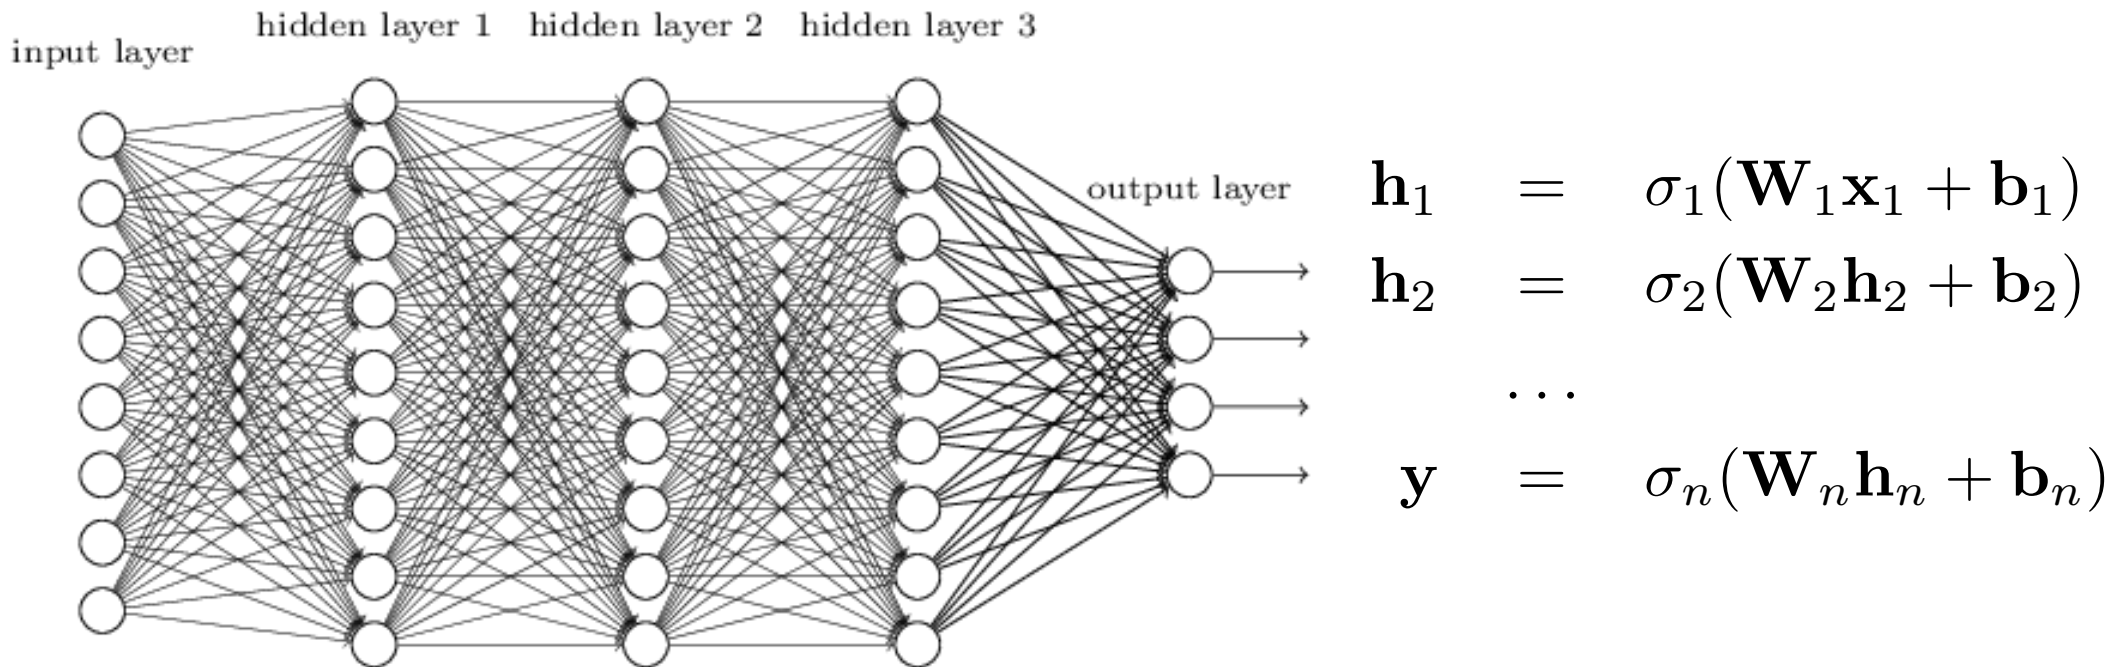 hidden layer 1 hidden layer 2 hidden layer 3
input layer
output layer
h₁ = σ₁(W₁x₁ + b₁)
h₂ = σ₂(W₂h₂ + b₂)
...
y = σₙ(Wₙhₙ + bₙ)